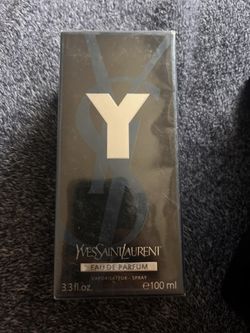 Y
YVESSAINTLAURENT
EAU DE PARFUM
VAPORISATEUR - SPRAY
3.3 fl.oz. ℮100 ml